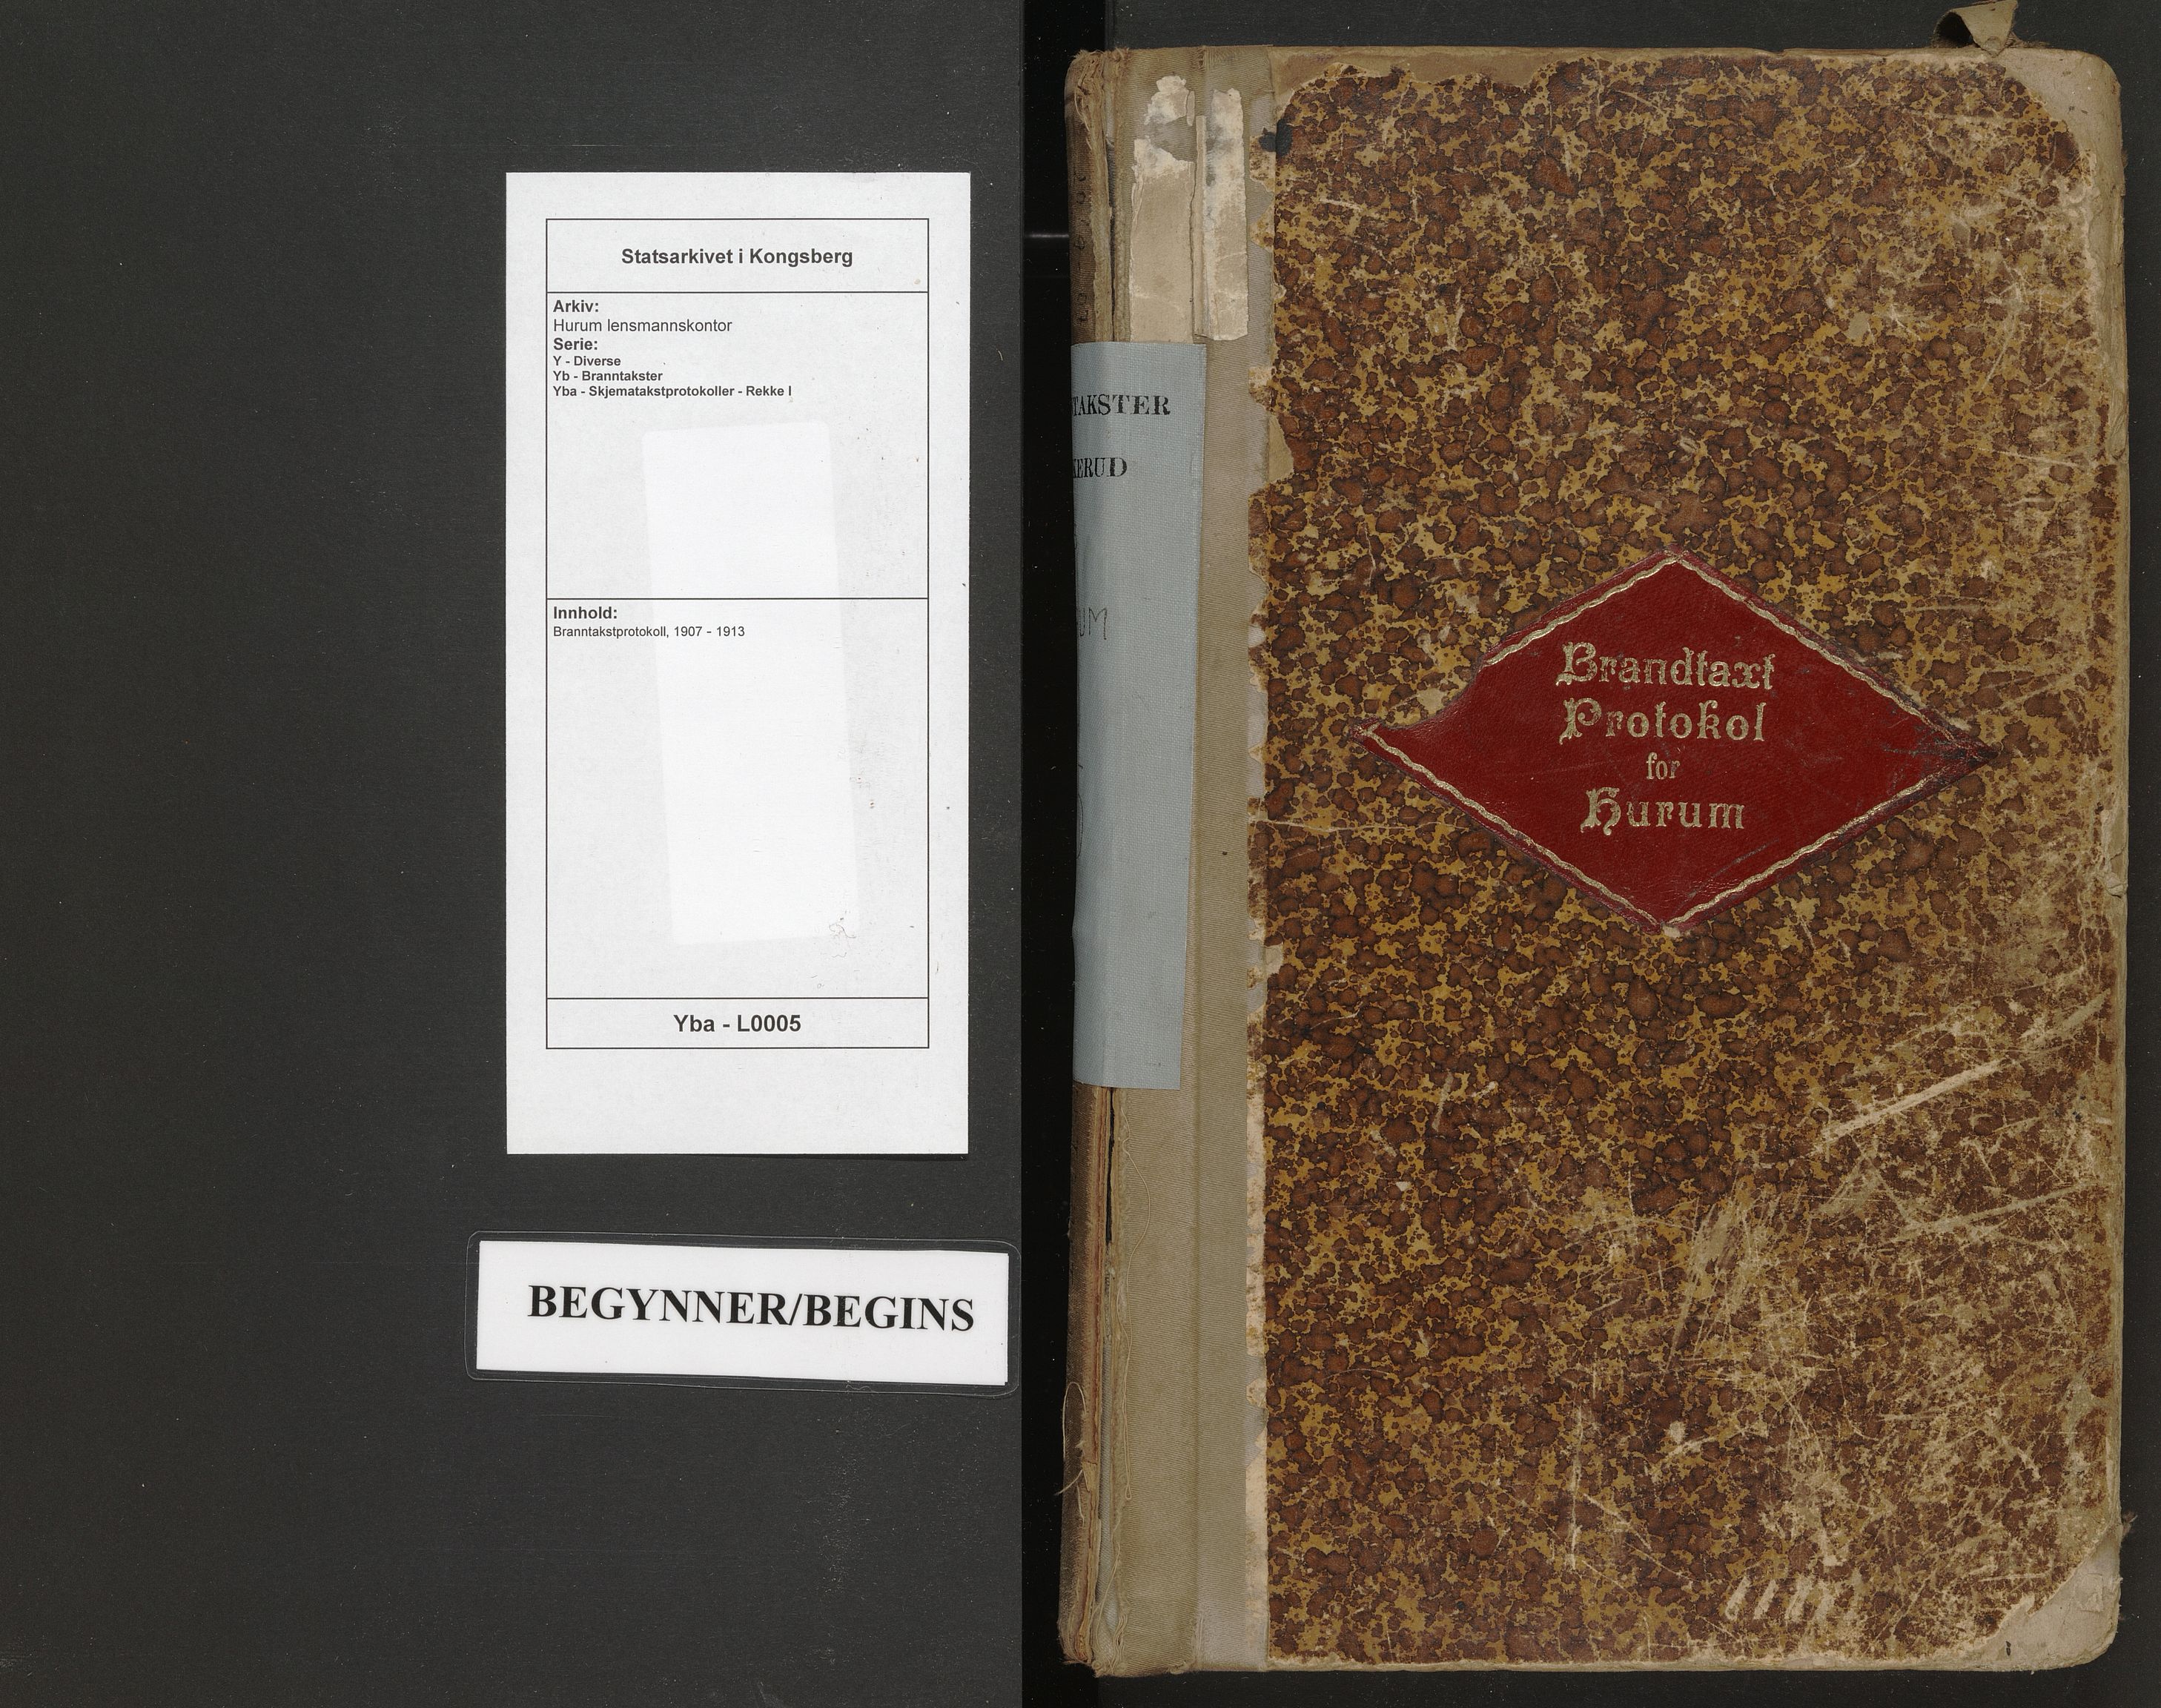 Statsarkivet i Kongsberg
Arkiv:
Hurum lensmannskontor
Serie:
Y - Diverse
Yb - Branntakster
Yba - Skjematakstprotokoller - Rekke I
Innhold:
Branntakstprotokoll, 1907 - 1913
Yba - L0005
BEGYNNER/BEGINS
TAKSTER
KERUD
UM
Brandtaxt
Protokol
for
Hurum